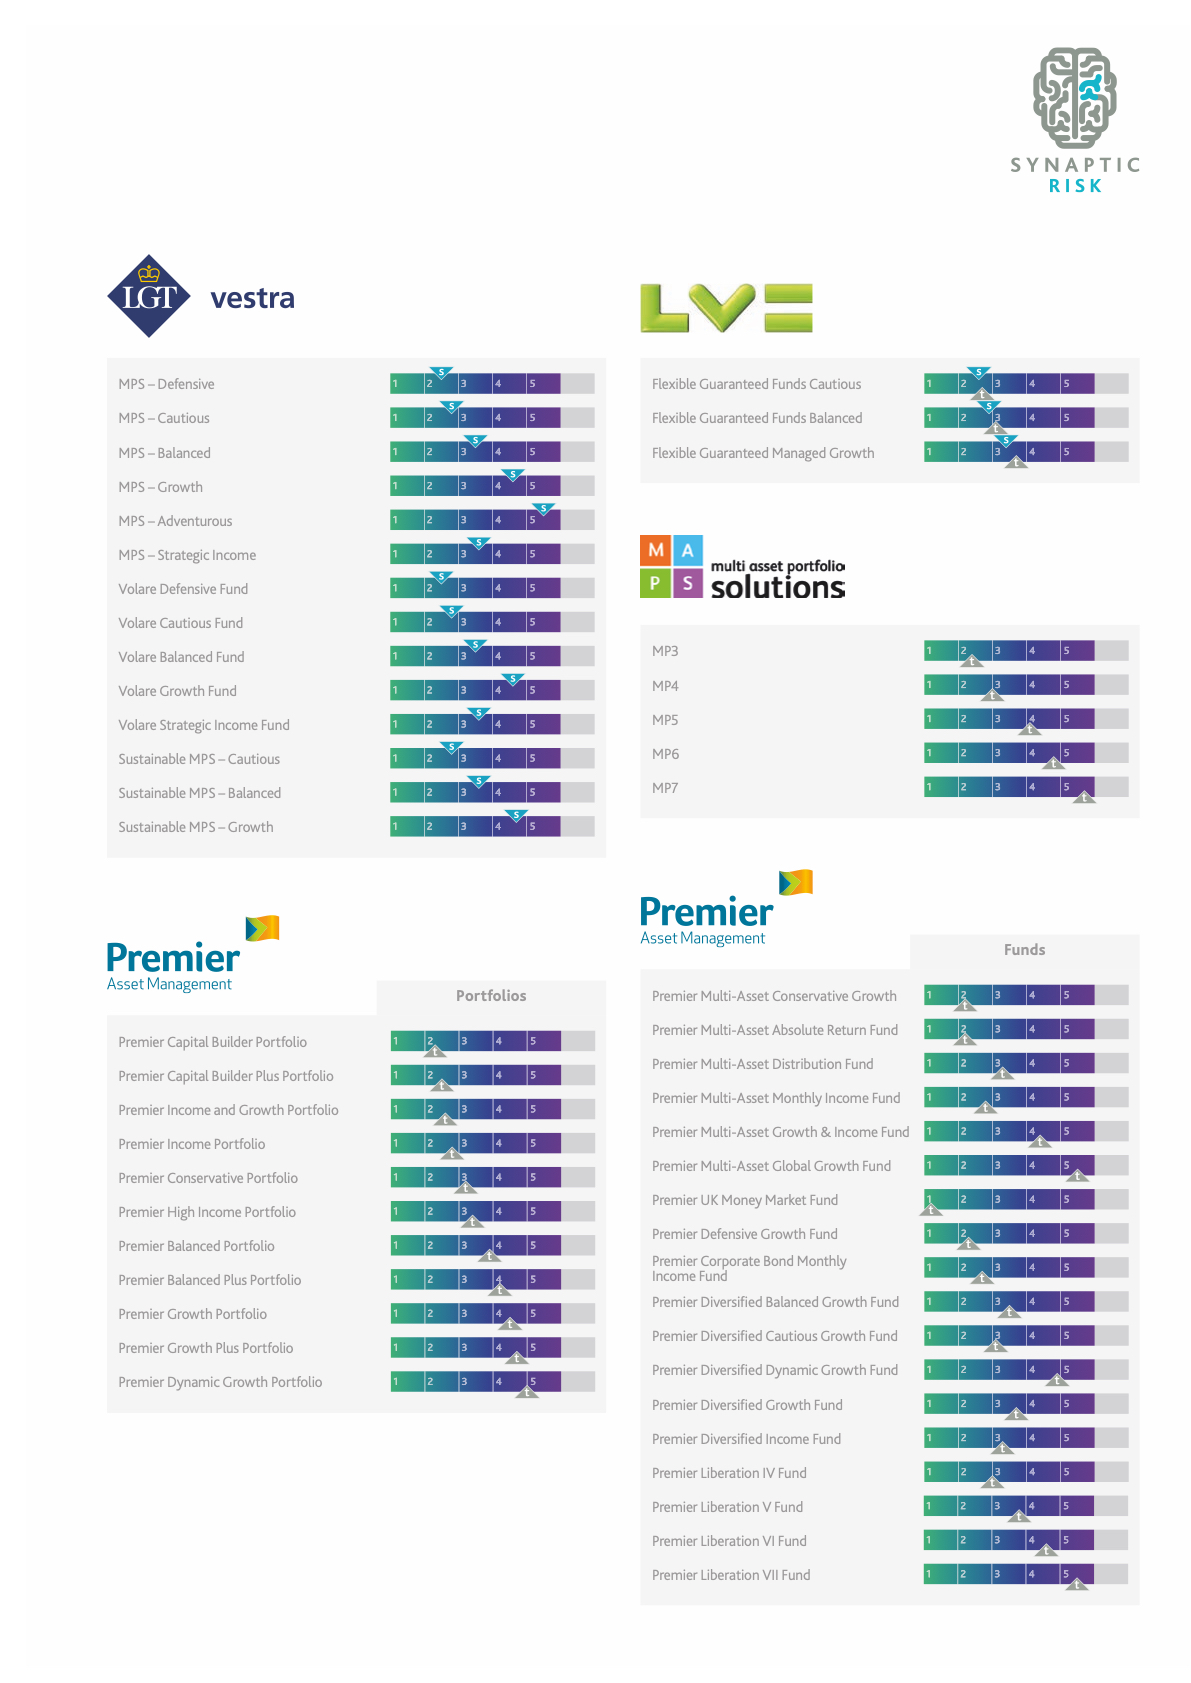 SYNAPTIC
RISK
LGT vestra
MPS – Defensive 1 2 3 4 5 s
MPS – Cautious 1 2 3 4 5 s
MPS – Balanced 1 2 3 4 5 s
MPS – Growth 1 2 3 4 5 s
MPS – Adventurous 1 2 3 4 5 s
MPS – Strategic Income 1 2 3 4 5 s
Volare Defensive Fund 1 2 3 4 5 s
Volare Cautious Fund 1 2 3 4 5 s
Volare Balanced Fund 1 2 3 4 5 s
Volare Growth Fund 1 2 3 4 5 s
Volare Strategic Income Fund 1 2 3 4 5 s
Sustainable MPS – Cautious 1 2 3 4 5 s
Sustainable MPS – Balanced 1 2 3 4 5 s
Sustainable MPS – Growth 1 2 3 4 5 s
LV=
Flexible Guaranteed Funds Cautious 1 2 3 4 5 s t
Flexible Guaranteed Funds Balanced 1 2 3 4 5 s t
Flexible Guaranteed Managed Growth 1 2 3 4 5 s t
M A
P S
multi asset portfolio
solutions
MP3 1 2 3 4 5 t
MP4 1 2 3 4 5 t
MP5 1 2 3 4 5 t
MP6 1 2 3 4 5 t
MP7 1 2 3 4 5 t
Premier
Asset Management
Portfolios
Premier Capital Builder Portfolio 1 2 3 4 5 t
Premier Capital Builder Plus Portfolio 1 2 3 4 5 t
Premier Income and Growth Portfolio 1 2 3 4 5 t
Premier Income Portfolio 1 2 3 4 5 t
Premier Conservative Portfolio 1 2 3 4 5 t
Premier High Income Portfolio 1 2 3 4 5 t
Premier Balanced Portfolio 1 2 3 4 5 t
Premier Balanced Plus Portfolio 1 2 3 4 5 t
Premier Growth Portfolio 1 2 3 4 5 t
Premier Growth Plus Portfolio 1 2 3 4 5 t
Premier Dynamic Growth Portfolio 1 2 3 4 5 t
Premier
Asset Management
Funds
Premier Multi-Asset Conservative Growth 1 2 3 4 5 t
Premier Multi-Asset Absolute Return Fund 1 2 3 4 5 t
Premier Multi-Asset Distribution Fund 1 2 3 4 5 t
Premier Multi-Asset Monthly Income Fund 1 2 3 4 5 t
Premier Multi-Asset Growth & Income Fund 1 2 3 4 5 t
Premier Multi-Asset Global Growth Fund 1 2 3 4 5 t
Premier UK Money Market Fund 1 2 3 4 5 t
Premier Defensive Growth Fund 1 2 3 4 5 t
Premier Corporate Bond Monthly
Income Fund 1 2 3 4 5 t
Premier Diversified Balanced Growth Fund 1 2 3 4 5 t
Premier Diversified Cautious Growth Fund 1 2 3 4 5 t
Premier Diversified Dynamic Growth Fund 1 2 3 4 5 t
Premier Diversified Growth Fund 1 2 3 4 5 t
Premier Diversified Income Fund 1 2 3 4 5 t
Premier Liberation IV Fund 1 2 3 4 5 t
Premier Liberation V Fund 1 2 3 4 5 t
Premier Liberation VI Fund 1 2 3 4 5 t
Premier Liberation VII Fund 1 2 3 4 5 t